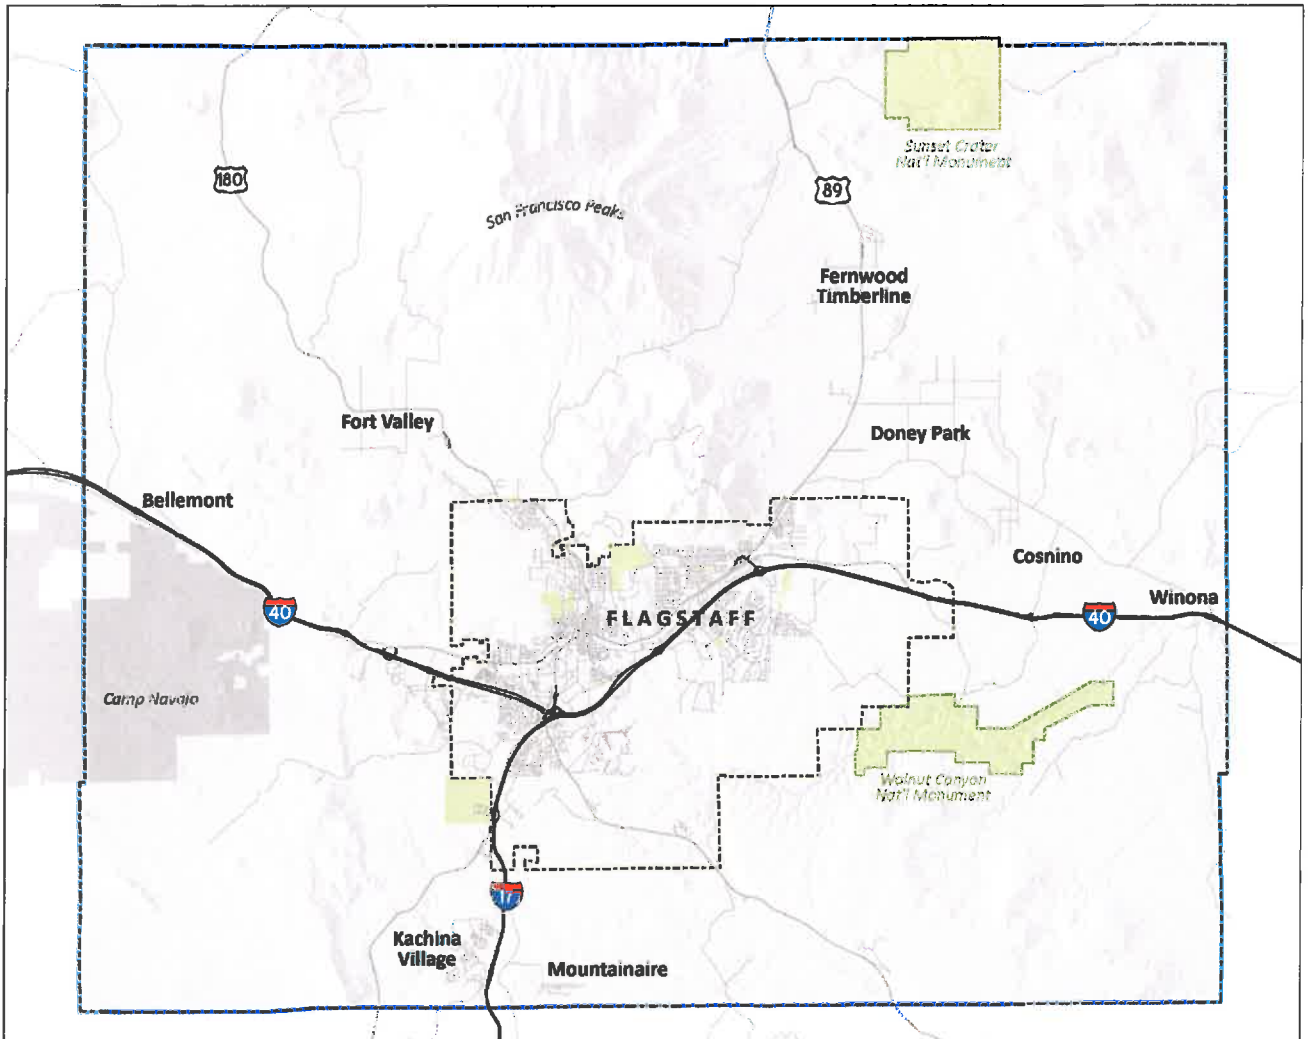 Sunset Crater
Nat'l Monument
180
89
San Francisco Peaks
Fernwood
Timberline
Fort Valley
Doney Park
Bellemont
Cosnino
Winona
40
FLAGSTAFF
40
Camp Navajo
Walnut Canyon
Nat'l Monument
17
Kachina
Village
Mountainaire